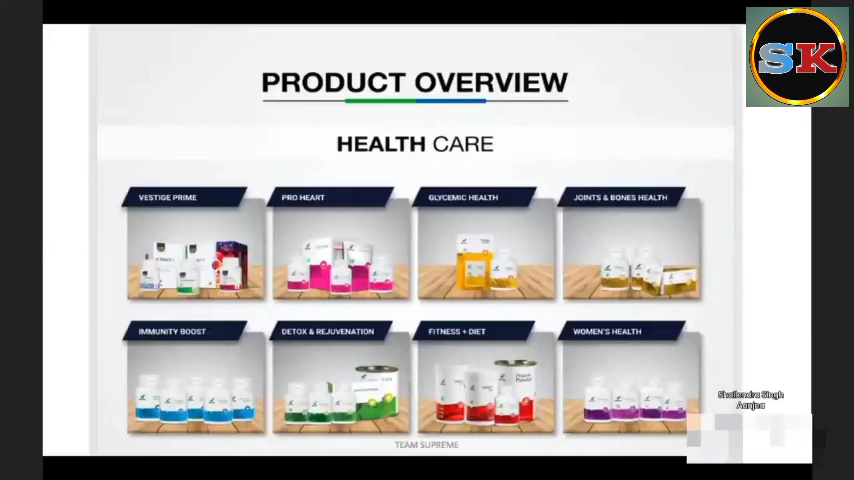 SK
PRODUCT OVERVIEW
HEALTH CARE
VESTIGE PRIME
PRO HEART
GLYCEMIC HEALTH
JOINTS & BONES HEALTH
IMMUNITY BOOST
DETOX & REJUVENATION
FITNESS + DIET
WOMEN'S HEALTH
Shailendra Singh
Aanjna
TEAM SUPREME